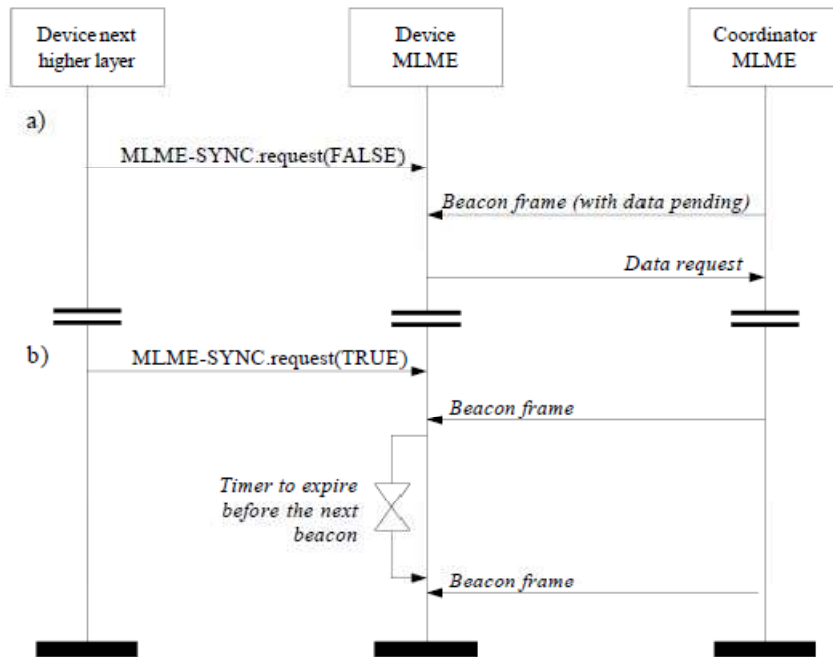 Device next
higher layer
Device
MLME
Coordinator
MLME
a)
MLME-SYNC.request(FALSE)
Beacon frame (with data pending)
Data request
b)
MLME-SYNC.request(TRUE)
Beacon frame
Timer to expire
before the next
beacon
Beacon frame